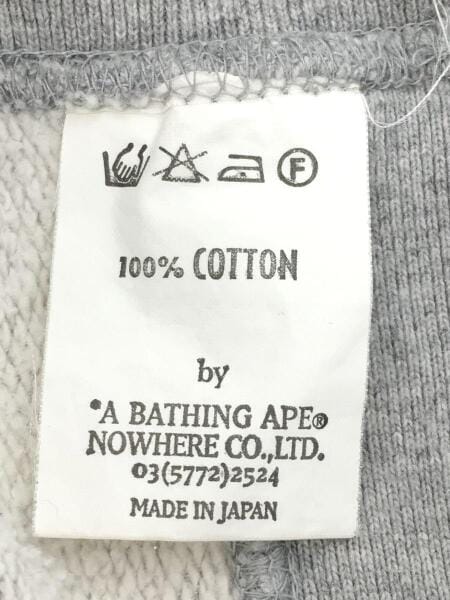 F
100% COTTON
by
*A BATHING APE®
NOWHERE CO.,LTD.
03(5772)2524
MADE IN JAPAN